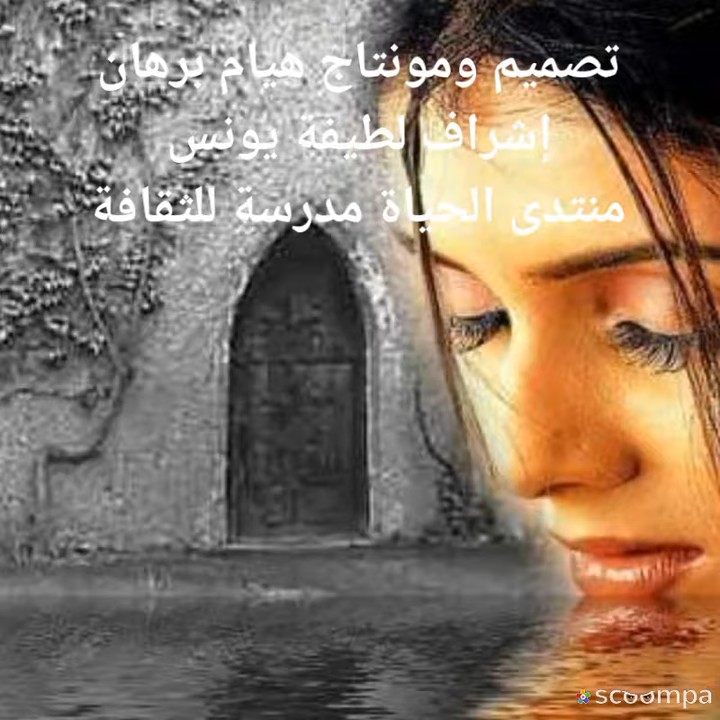 تصميم ومونتاج هيام برهان
إشراف لطيفة يونس
منتدى الحياة مدرسة للثقافة
scoompa